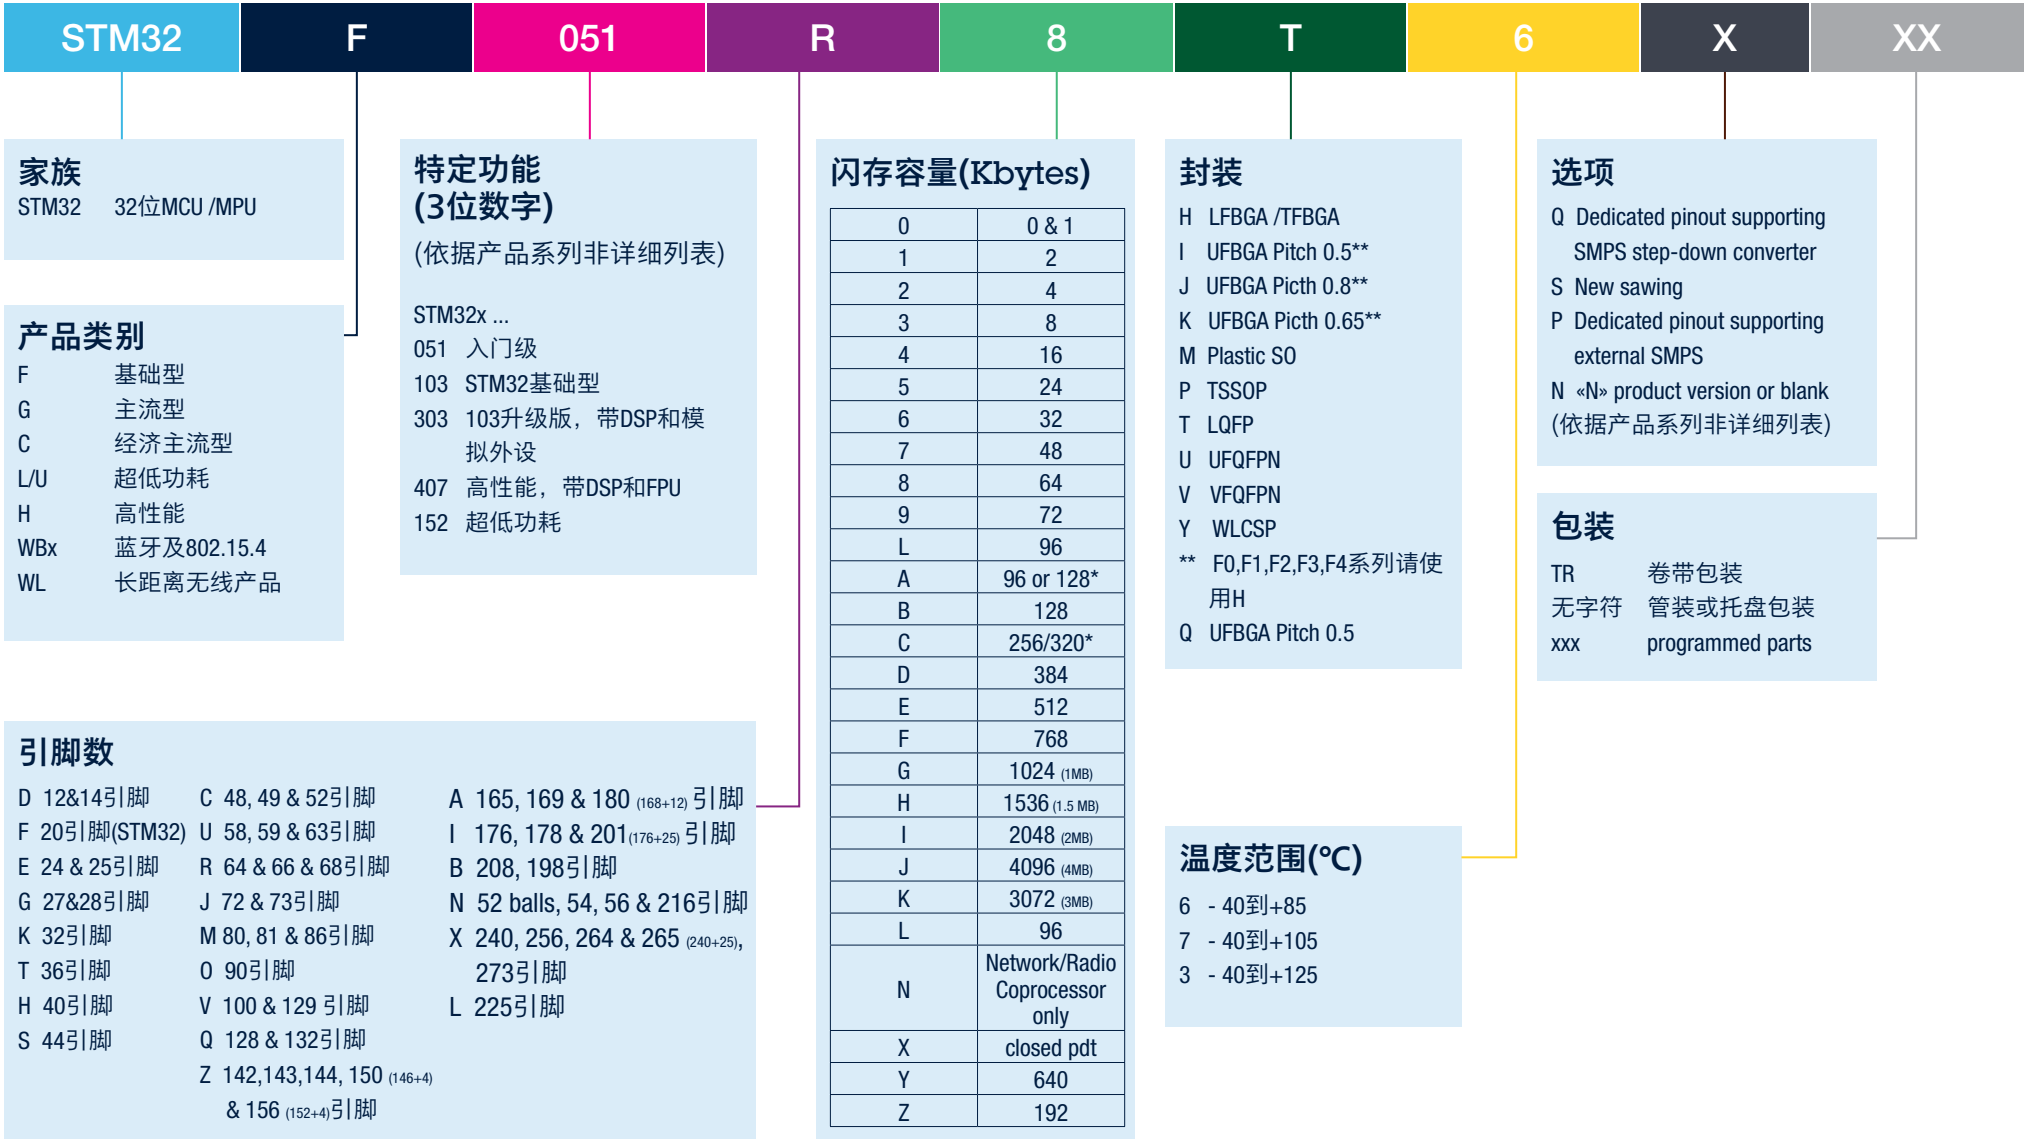 STM32 F 051 R 8 T 6 X XX
家族
STM32 32位MCU /MPU
产品类别
F 基础型
G 主流型
C 经济主流型
L/U 超低功耗
H 高性能
WBx 蓝牙及802.15.4
WL 长距离无线产品
特定功能
(3位数字)
(依据产品系列非详细列表)
STM32x ...
051 入门级
103 STM32基础型
303 103升级版，带DSP和模
拟外设
407 高性能，带DSP和FPU
152 超低功耗
引脚数
D 12&14引脚
F 20引脚(STM32)
E 24 & 25引脚
G 27&28引脚
K 32引脚
T 36引脚
H 40引脚
S 44引脚
C 48, 49 & 52引脚
U 58, 59 & 63引脚
R 64 & 66 & 68引脚
J 72 & 73引脚
M 80, 81 & 86引脚
O 90引脚
V 100 & 129 引脚
Q 128 & 132引脚
Z 142,143,144, 150 (146+4)
& 156 (152+4)引脚
A 165, 169 & 180 (168+12) 引脚
I 176, 178 & 201(176+25) 引脚
B 208, 198引脚
N 52 balls, 54, 56 & 216引脚
X 240, 256, 264 & 265 (240+25),
273引脚
L 225引脚
闪存容量(Kbytes)
0 0 & 1
1 2
2 4
3 8
4 16
5 24
6 32
7 48
8 64
9 72
L 96
A 96 or 128*
B 128
C 256/320*
D 384
E 512
F 768
G 1024 (1MB)
H 1536 (1.5 MB)
I 2048 (2MB)
J 4096 (4MB)
K 3072 (3MB)
L 96
N Network/Radio
Coprocessor
only
X closed pdt
Y 640
Z 192
封装
H LFBGA /TFBGA
I UFBGA Pitch 0.5**
J UFBGA Picth 0.8**
K UFBGA Picth 0.65**
M Plastic SO
P TSSOP
T LQFP
U UFQFPN
V VFQFPN
Y WLCSP
** F0,F1,F2,F3,F4系列请使
用H
Q UFBGA Pitch 0.5
温度范围(℃)
6 - 40到+85
7 - 40到+105
3 - 40到+125
选项
Q Dedicated pinout supporting
SMPS step-down converter
S New sawing
P Dedicated pinout supporting
external SMPS
N «N» product version or blank
(依据产品系列非详细列表)
包装
TR 卷带包装
无字符 管装或托盘包装
xxx programmed parts